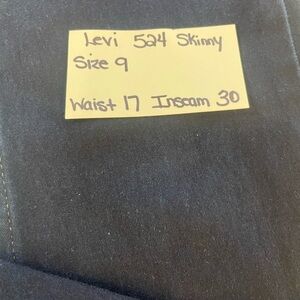 Levi 524 Skinny
Size 9
Waist 17 Inseam 30